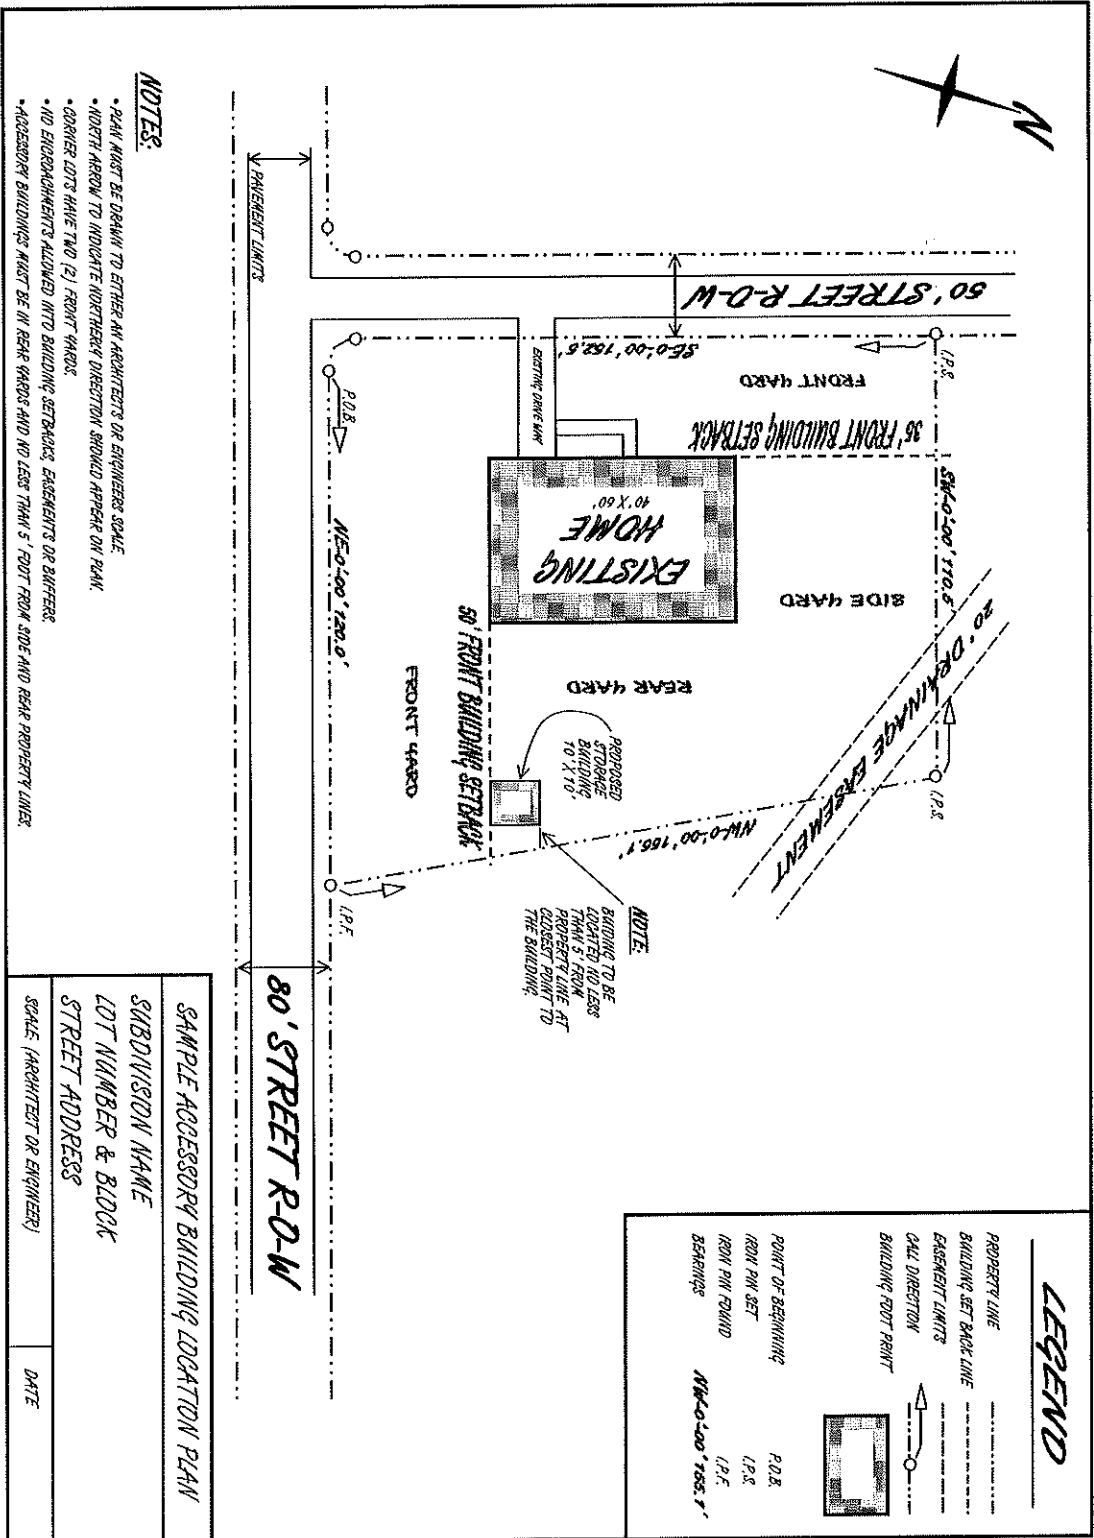 N
LEGEND
PROPERTY LINE
BUILDING SET BACK LINE
EASEMENT LIMITS
CALL DIRECTION
BUILDING FOOT PRINT
POINT OF BEGINNING P.O.B.
IRON PIN SET I.P.S.
IRON PIN FOUND I.P.F.
BEARINGS NW-0°-00' 155.1'
50' STREET R-O-W
SE-0°-00' 152.5'
FRONT YARD
35' FRONT BUILDING SETBACK
I.P.S.
SW-0°-00' 110.5'
20' DRAINAGE EASEMENT
I.P.S.
SIDE YARD
EXISTING DRIVE WAY
EXISTING
HOME
40' X 60'
REAR YARD
PROPOSED
STORAGE
BUILDING
10' X 10'
NW-0°-00' 155.1'
NOTE:
BUIDING TO BE
LOCATED NO LESS
THAN 5' FROM
PROPERTY LINE AT
CLOSEST POINT TO
THE BUILDING.
50' FRONT BUILDING SETBACK
FRONT YARD
P.O.B.
NE-0°-00' 120.0'
I.P.F.
PAVEMENT LIMITS
80' STREET R-O-W
NOTES:
•PLAN MUST BE DRAWN TO EITHER AN ARCHITECTS OR ENGINEERS SCALE.
•NORTH ARROW TO INDICATE NORTHERLY DIRECTION SHOULD APPEAR ON PLAN.
•CORNER LOTS HAVE TWO (2) FRONT YARDS.
•NO ENCROACHMENTS ALLOWED INTO BUILDING SETBACKS, EASEMENTS OR BUFFERS.
•ACCESSORY BUILDINGS MUST BE IN REAR YARDS AND NO LESS THAN 5' FOOT FROM SIDE AND REAR PROPERTY LINES.
SAMPLE ACCESSORY BUILDING LOCATION PLAN
SUBDIVISION NAME
LOT NUMBER & BLOCK
STREET ADDRESS
SCALE (ARCHITECT OR ENGINEER)
DATE